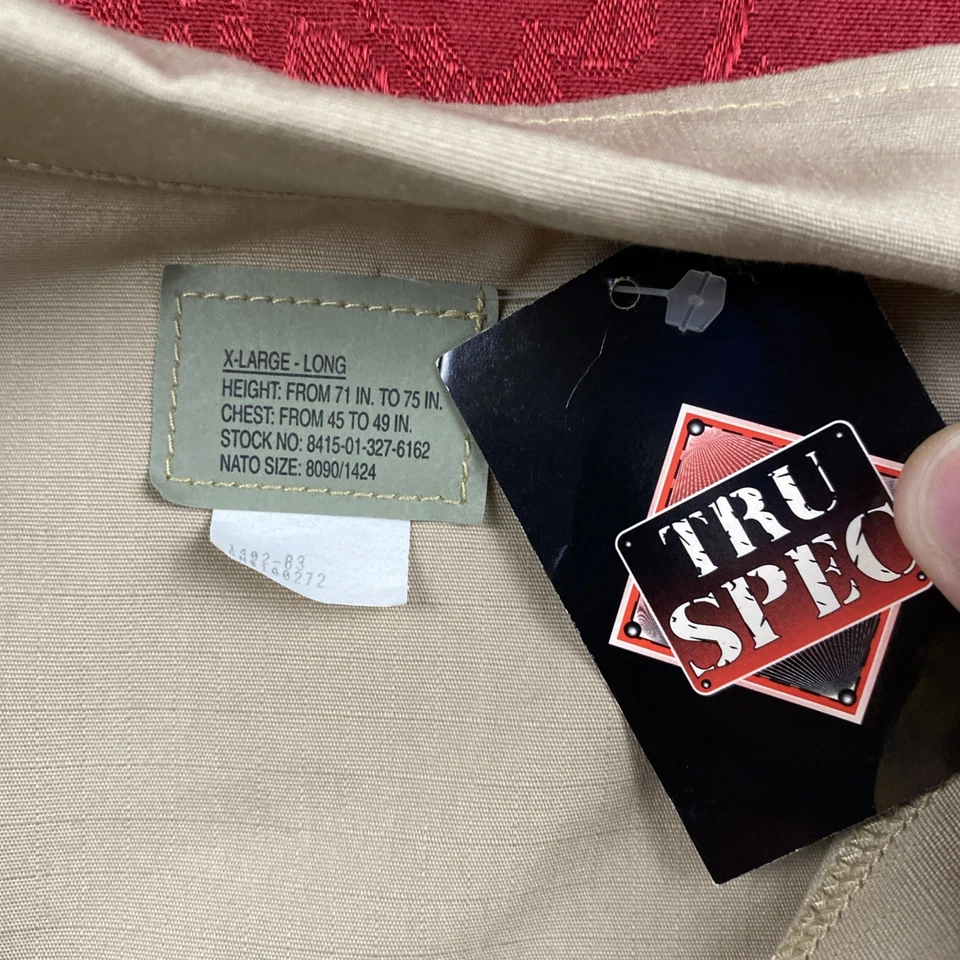 X-LARGE - LONG
HEIGHT: FROM 71 IN. TO 75 IN.
CHEST: FROM 45 TO 49 IN.
STOCK NO: 8415-01-327-6162
NATO SIZE: 8090/1424
TRU
SPEC